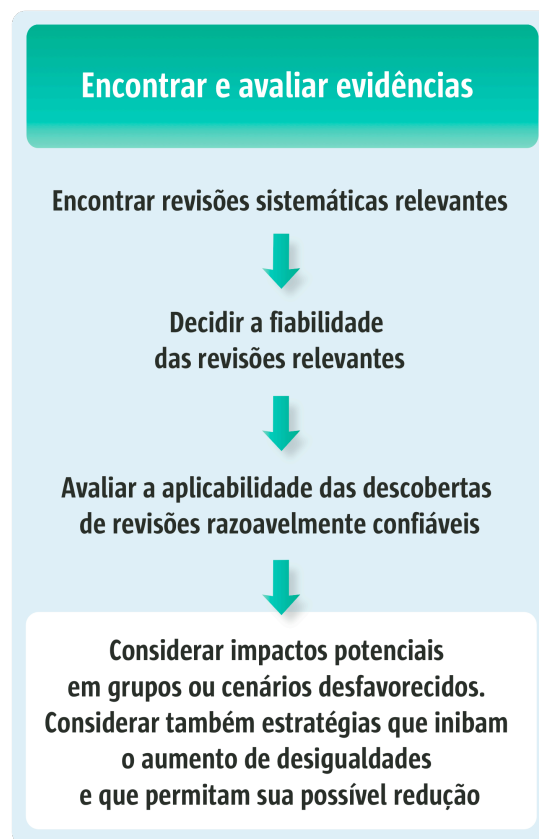 Encontrar e avaliar evidências
Encontrar revisões sistemáticas relevantes
Decidir a fiabilidade
das revisões relevantes
Avaliar a aplicabilidade das descobertas
de revisões razoavelmente confiáveis
Considerar impactos potenciais
em grupos ou cenários desfavorecidos.
Considerar também estratégias que inibam
o aumento de desigualdades
e que permitam sua possível redução